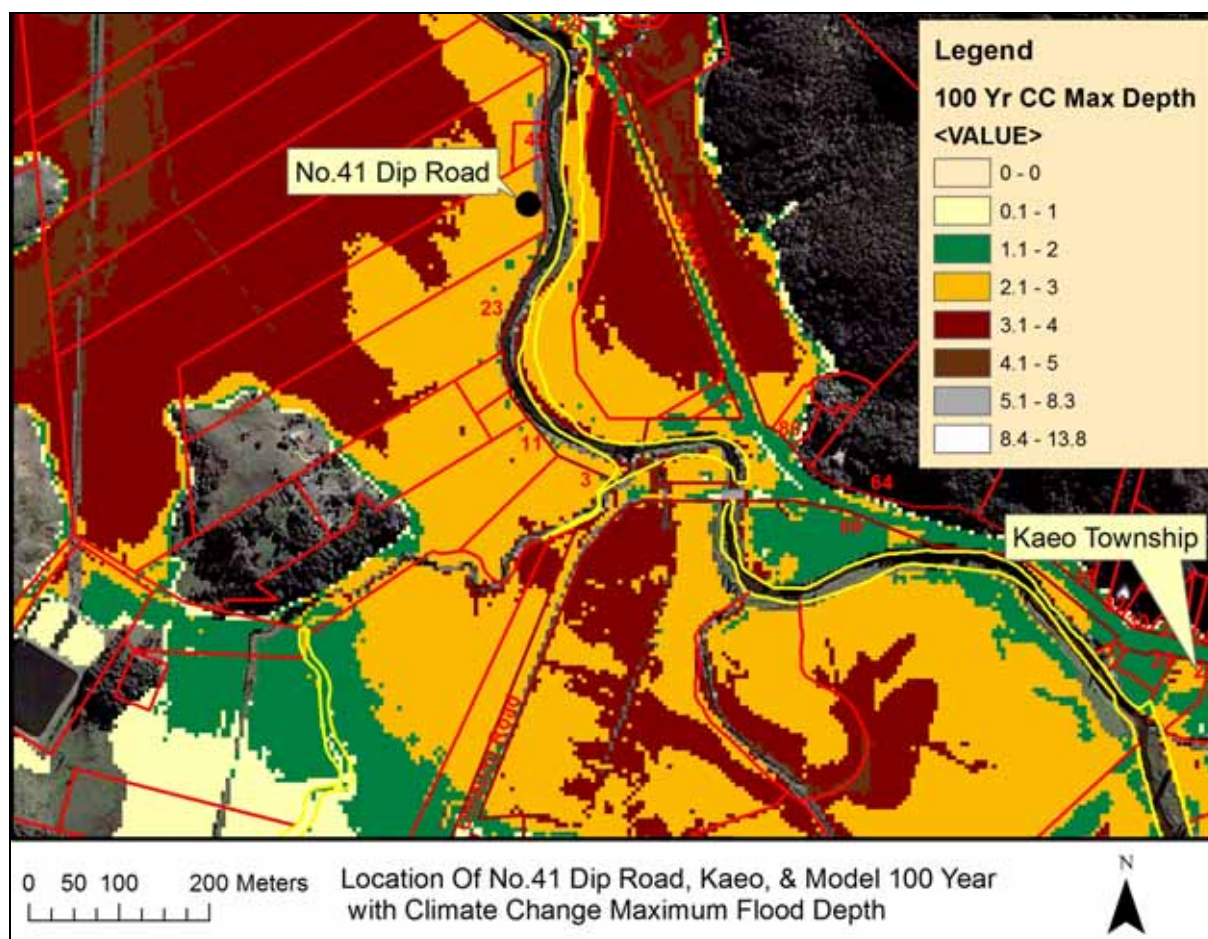 Legend
100 Yr CC Max Depth
<VALUE>
0 - 0
0.1 - 1
1.1 - 2
2.1 - 3
3.1 - 4
4.1 - 5
5.1 - 8.3
8.4 - 13.8
No.41 Dip Road
23
11
3
64
Kaeo Township
0 50 100 200 Meters
Location Of No.41 Dip Road, Kaeo, & Model 100 Year
with Climate Change Maximum Flood Depth
N